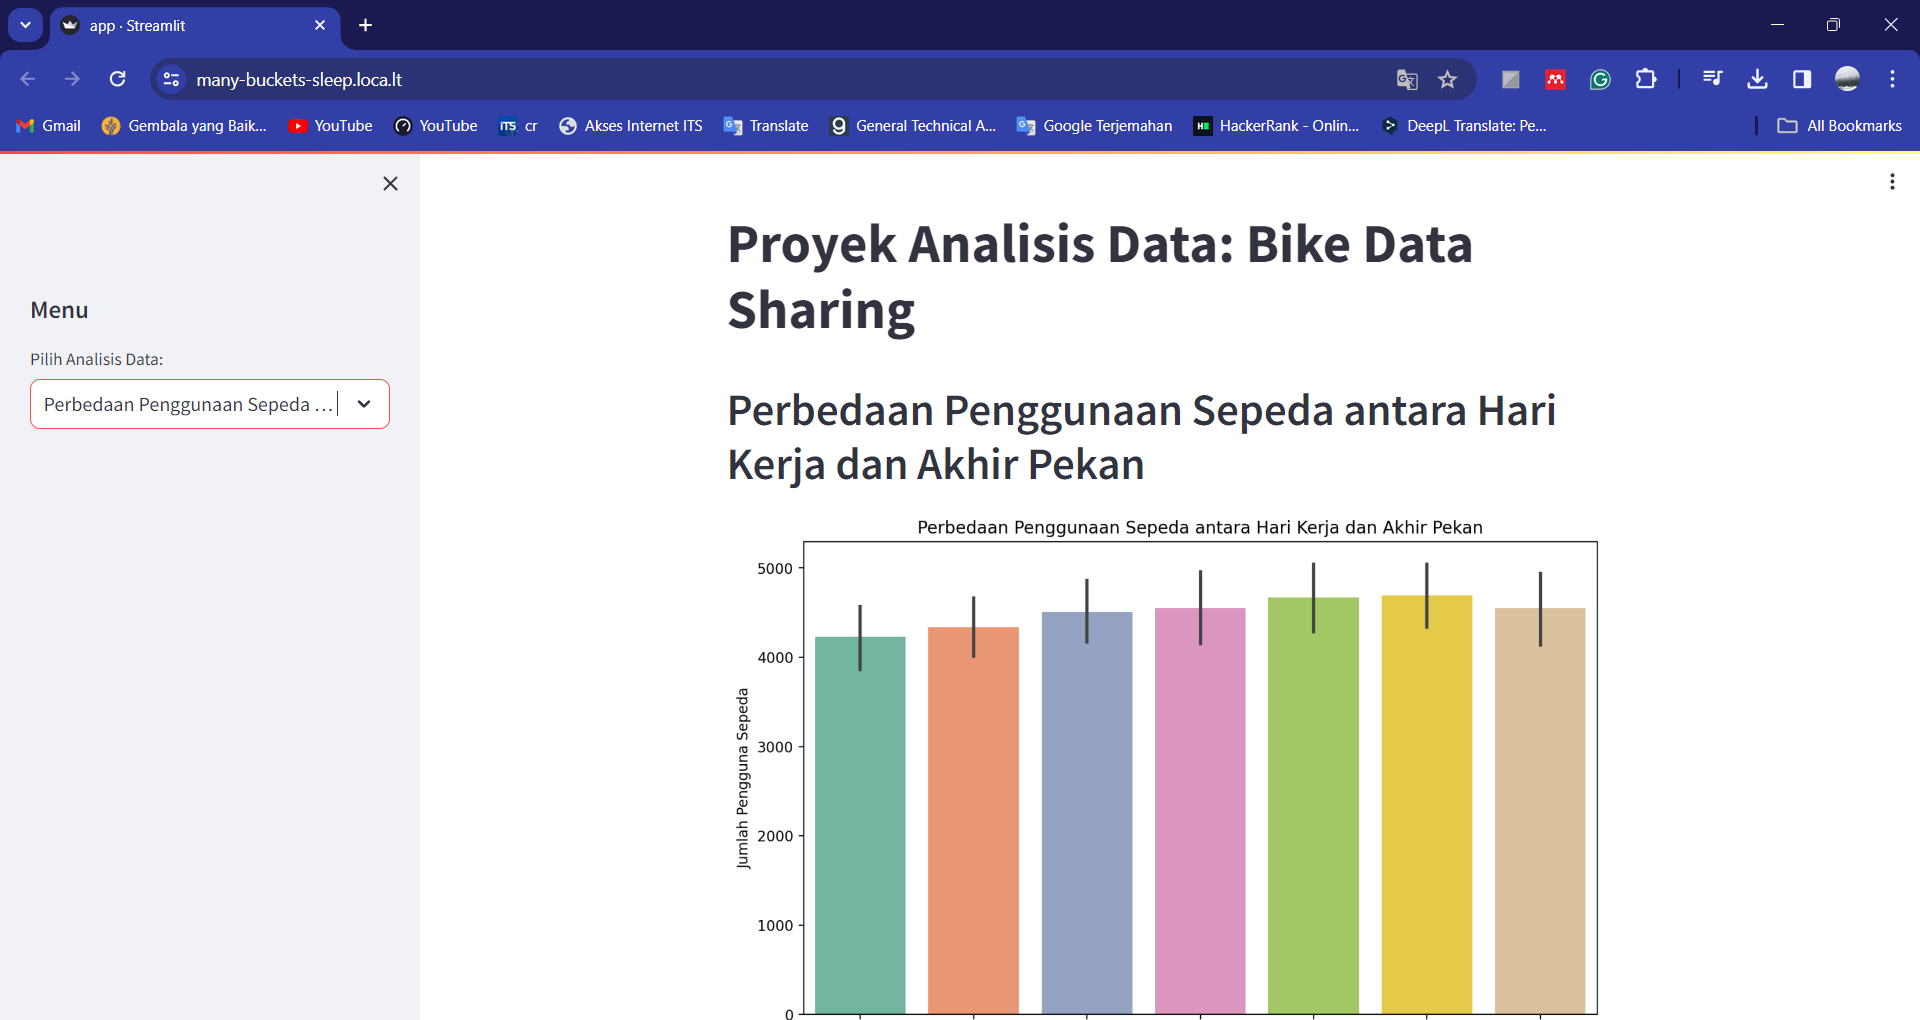 app · Streamlit
many-buckets-sleep.loca.lt
Gmail
Gembala yang Baik...
YouTube
YouTube
ITS cr
Akses Internet ITS
Translate
General Technical A...
Google Terjemahan
HackerRank - Onlin...
DeepL Translate: Pe...
All Bookmarks
Menu
Pilih Analisis Data:
Perbedaan Penggunaan Sepeda ...
Proyek Analisis Data: Bike Data
Sharing
Perbedaan Penggunaan Sepeda antara Hari
Kerja dan Akhir Pekan
Perbedaan Penggunaan Sepeda antara Hari Kerja dan Akhir Pekan
Jumlah Pengguna Sepeda
5000
4000
3000
2000
1000
0